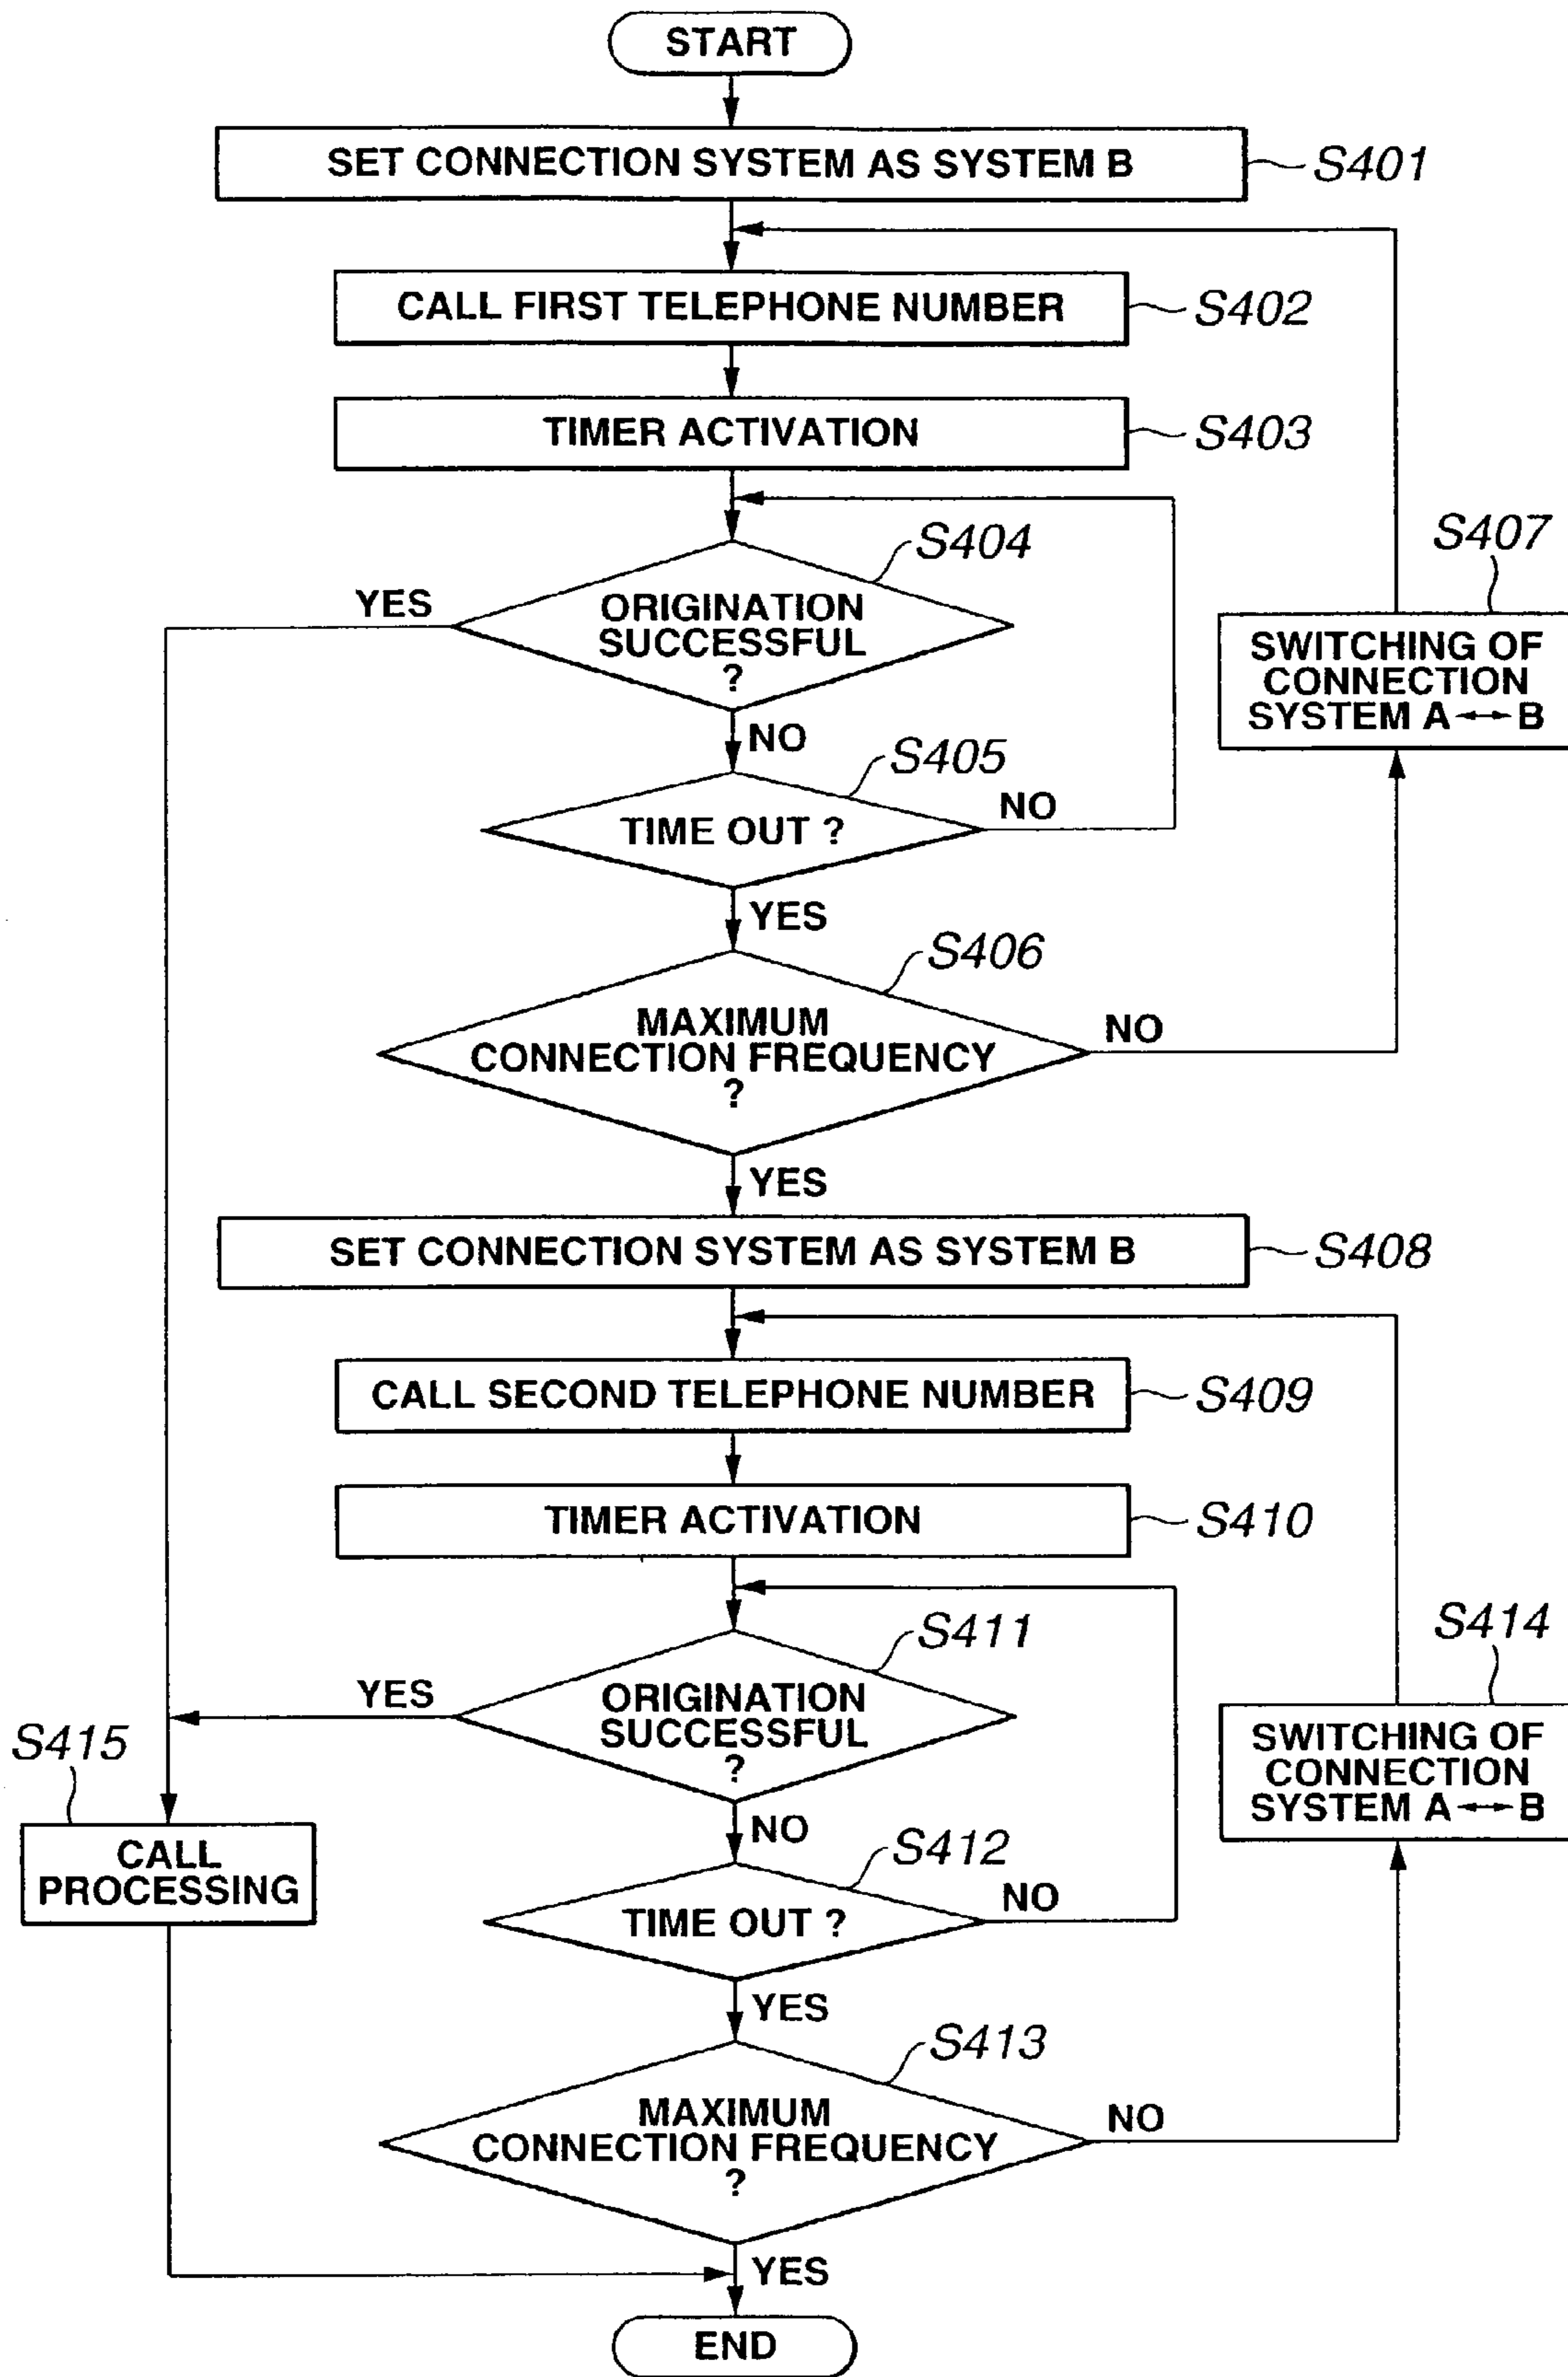 START
SET CONNECTION SYSTEM AS SYSTEM B
S401
CALL FIRST TELEPHONE NUMBER
S402
TIMER ACTIVATION
S403
S404
ORIGINATION
SUCCESSFUL
?
YES
NO
S407
SWITCHING OF
CONNECTION
SYSTEM A↔B
S405
TIME OUT ?
NO
YES
S406
MAXIMUM
CONNECTION FREQUENCY
?
NO
YES
SET CONNECTION SYSTEM AS SYSTEM B
S408
CALL SECOND TELEPHONE NUMBER
S409
TIMER ACTIVATION
S410
S411
ORIGINATION
SUCCESSFUL
?
YES
NO
S414
SWITCHING OF
CONNECTION
SYSTEM A↔B
S415
CALL
PROCESSING
S412
TIME OUT ?
NO
YES
S413
MAXIMUM
CONNECTION FREQUENCY
?
NO
YES
END